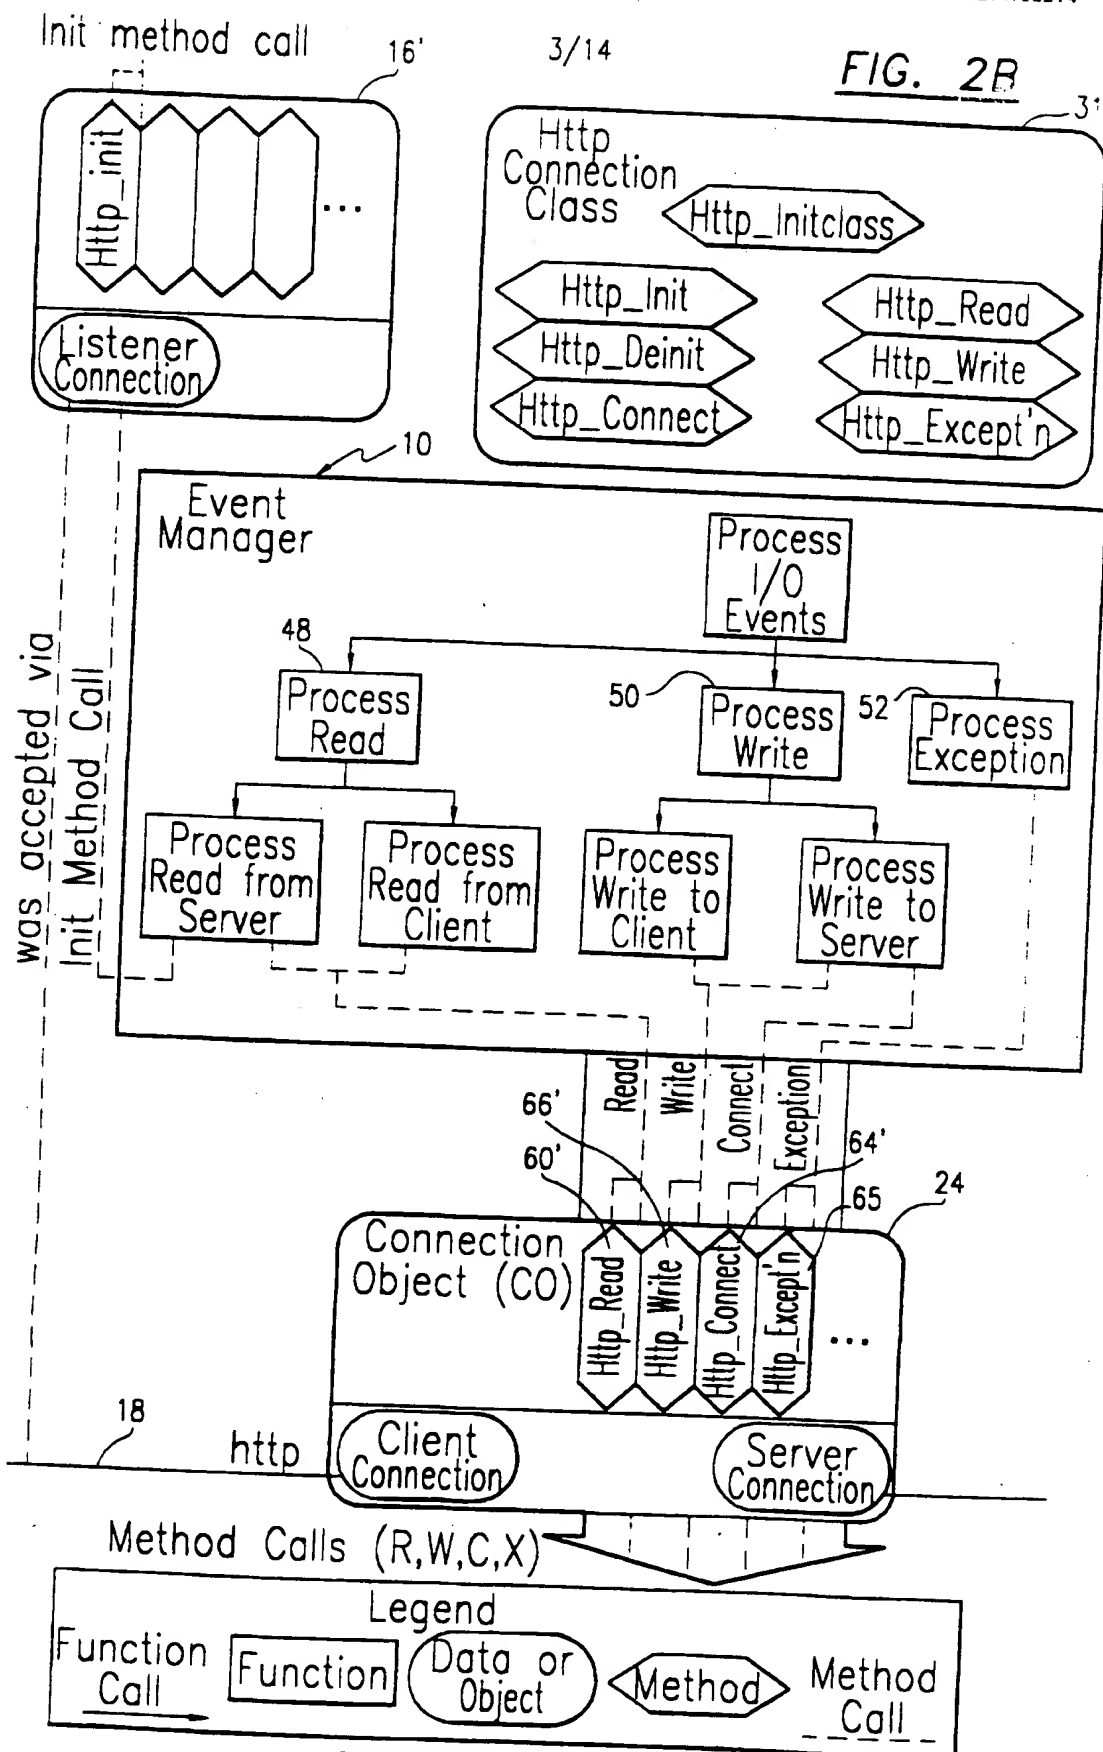 Init method call
16'
3/14
FIG. 2B
Http_init
...
Listener
Connection
Http
Connection
Class
Http_Initclass
Http_Init
Http_Deinit
Http_Connect
Http_Read
Http_Write
Http_Except'n
10
Event
Manager
Process
I/O
Events
48
Process
Read
50
Process
Write
52
Process
Exception
Process
Read from
Server
Process
Read from
Client
Process
Write to
Client
Process
Write to
Server
was accepted via
Init Method Call
Read
Write
Connect
Exception
66'
60'
64'
65
24
Connection
Object (CO)
Http_Read
Http_Write
Http_Connect
Http_Except'n
...
18
http
Client
Connection
Server
Connection
Method Calls (R,W,C,X)
Legend
Function
Call
Function
Data or
Object
Method
Method
Call